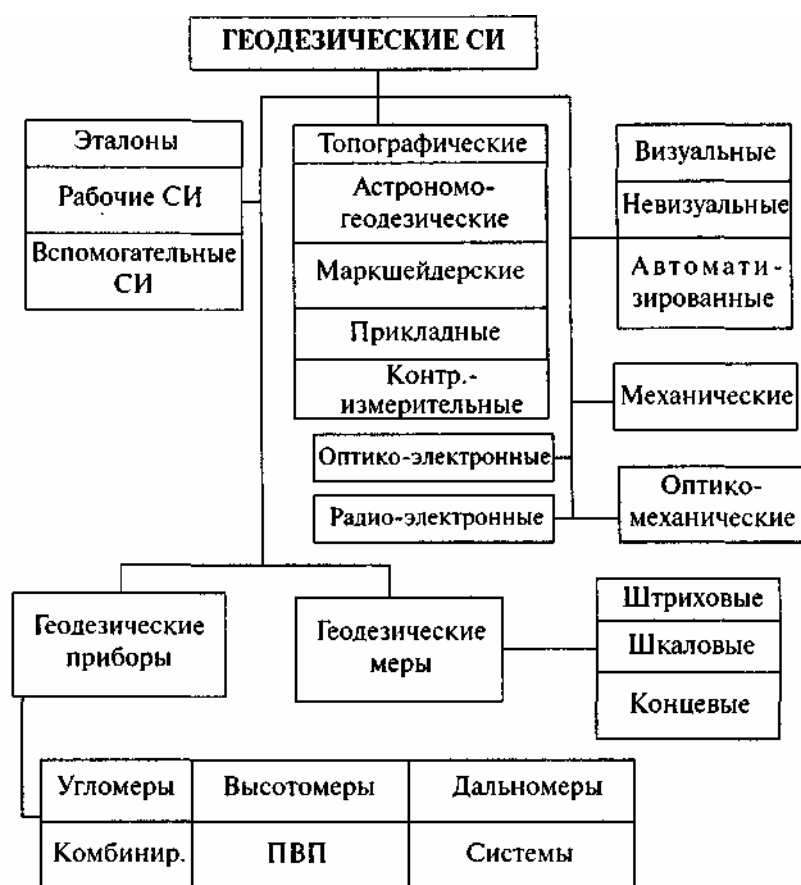 ГЕОДЕЗИЧЕСКИЕ СИ
Эталоны
Рабочие СИ
Вспомогательные
СИ
Топографические
Астрономо-
геодезические
Маркшейдерские
Прикладные
Контр.-
измерительные
Визуальные
Невизуальные
Автомати-
зированные
Механические
Оптико-электронные
Радио-электронные
Оптико-
механические
Геодезические
приборы
Геодезические
меры
Штриховые
Шкаловые
Концевые
Угломеры
Высотомеры
Дальномеры
Комбинир.
ПВП
Системы